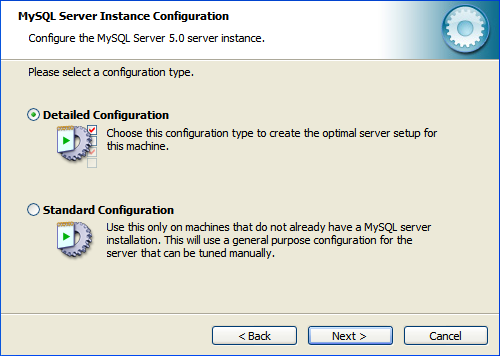 MySQL Server Instance Configuration
Configure the MySQL Server 5.0 server instance.
Please select a configuration type.
Detailed Configuration
Choose this configuration type to create the optimal server setup for
this machine.
Standard Configuration
Use this only on machines that do not already have a MySQL server
installation. This will use a general purpose configuration for the
server that can be tuned manually.
< Back
Next >
Cancel